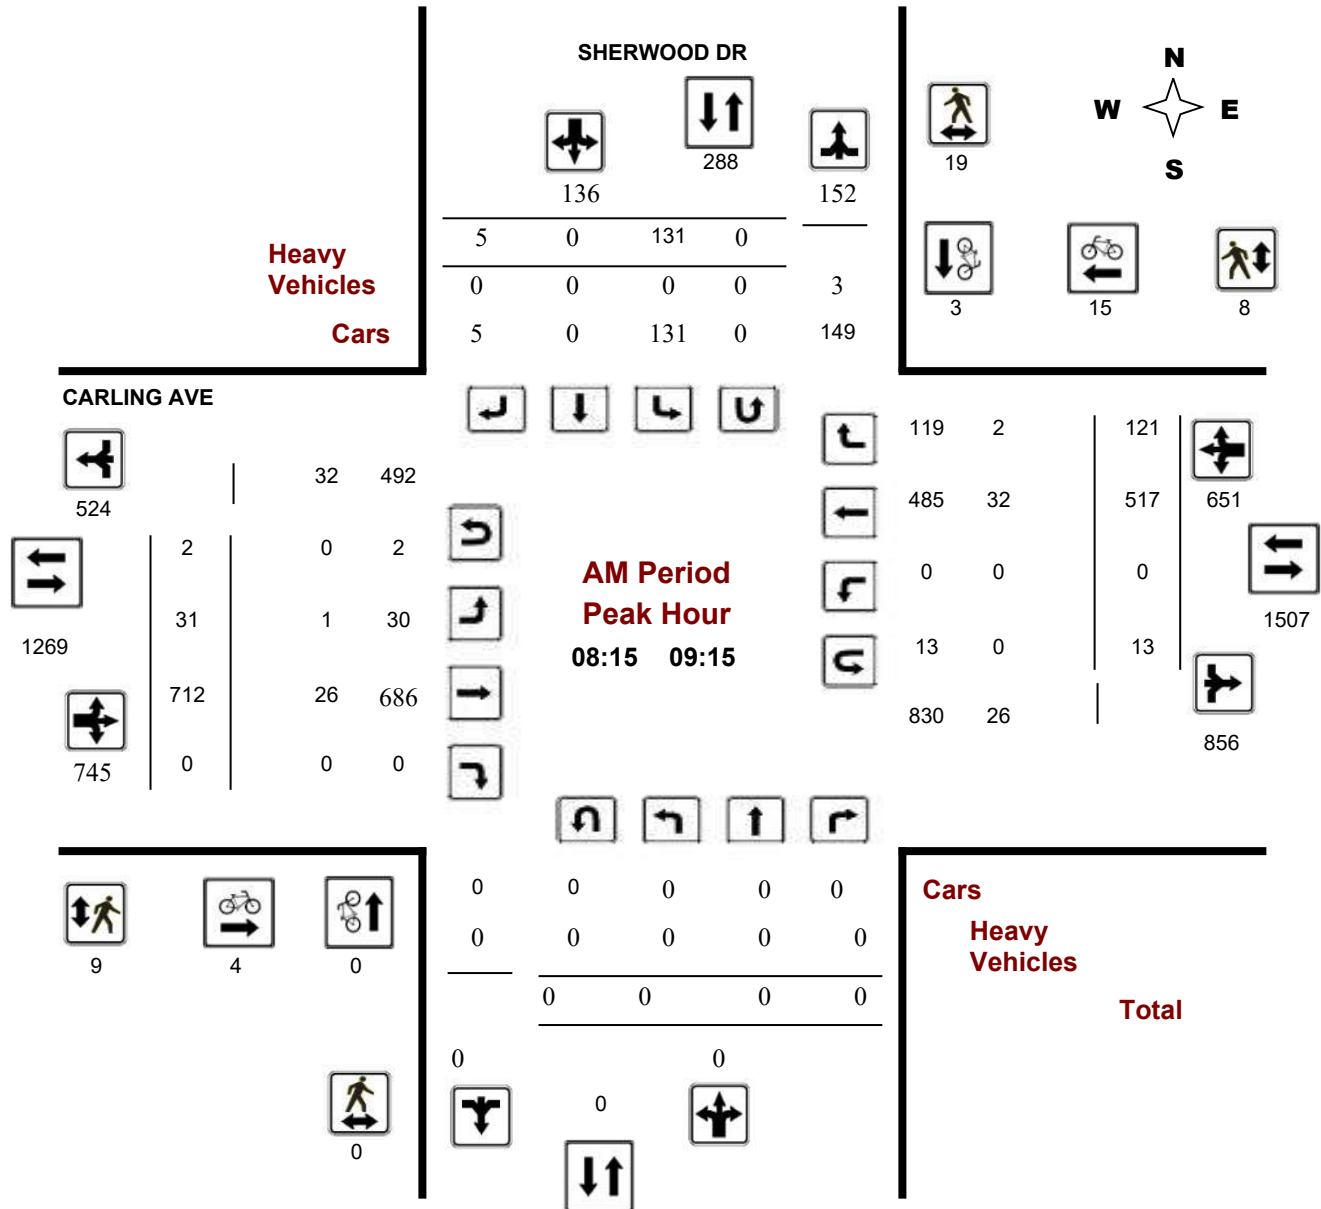 SHERWOOD DR
N
W E
S
288
19
136 152
5 0 131 0
Heavy
Vehicles
0 0 0 0 3
3 15 8
Cars
5 0 131 0 149
CARLING AVE
119 2 121
32 492
524
485 32 517 651
2 0 2
AM Period
0 0 0
31 1 30
Peak Hour
1507
1269
08:15 09:15
13 0 13
712 26 686
830 26
856
745 0 0 0
0 0 0 0 0
Cars
0 0 0 0 0
Heavy
Vehicles
9 4 0
0 0 0 0
Total
0 0
0
0